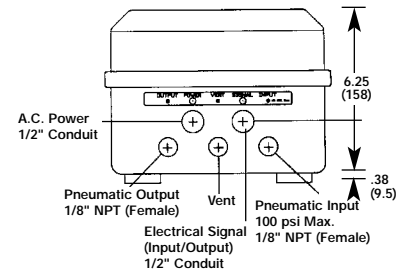 OUTPUT POWER VENT SIGNAL INPUT
6.25
(158)
A.C. Power
1/2" Conduit
.38
(9.5)
Pneumatic Output
1/8" NPT (Female)
Vent
Electrical Signal
(Input/Output)
1/2" Conduit
Pneumatic Input
100 psi Max.
1/8" NPT (Female)